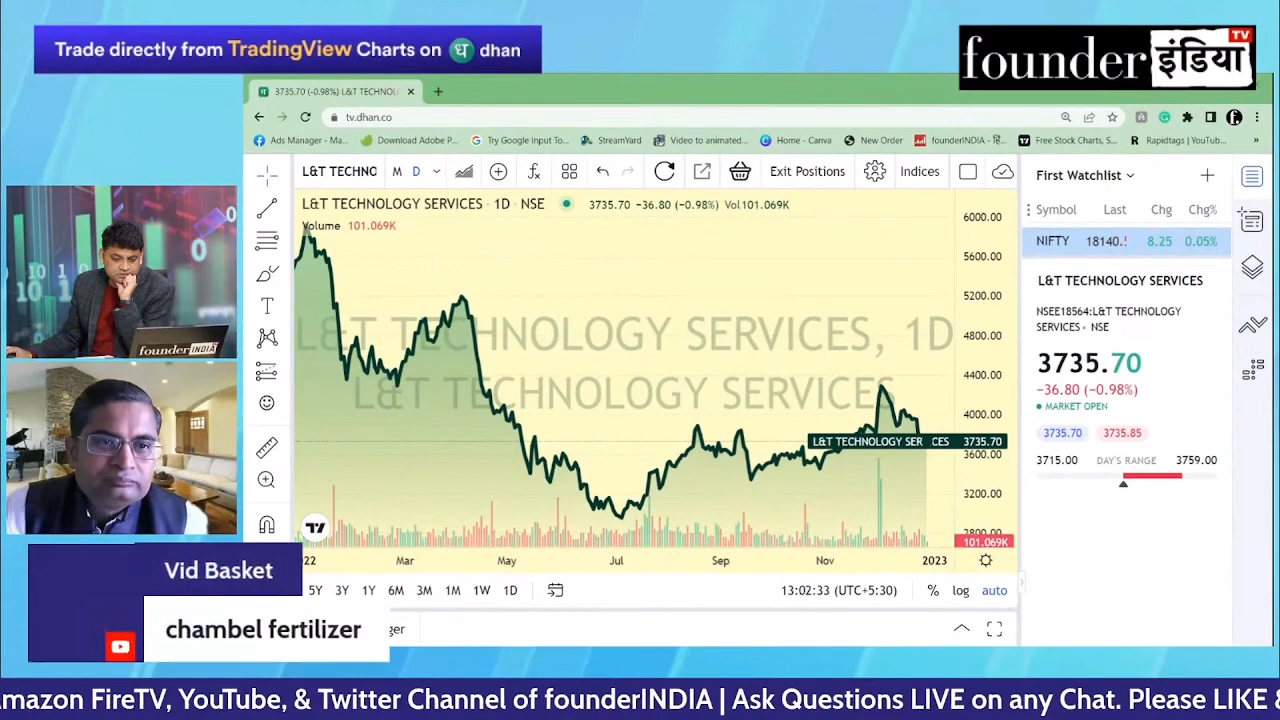 Trade directly from TradingView Charts on ध dhan
founder इंडिया TV
3735.70 (-0.98%) L&T TECHNOL
tv.dhan.co
Ads Manager - Ma...
Download Adobe P...
Try Google Input To...
StreamYard
Video to animated...
Home - Canva
New Order
founderINDIA - हि...
Free Stock Charts, S...
Rapidtags | YouTub...
L&T TECHNO M D
Exit Positions
Indices
L&T TECHNOLOGY SERVICES · 1D · NSE 3735.70 −36.80 (−0.98%) Vol101.069K
Volume 101.069K
L&T TECHNOLOGY SERVICES, 1D
L&T TECHNOLOGY SERVICES
6000.00
5600.00
5200.00
4800.00
4400.00
4000.00
L&T TECHNOLOGY SER CES 3735.70
3600.00
3200.00
2800.00
101.069K
2022 Mar May Jul Sep Nov 2023
5Y 3Y 1Y 6M 3M 1M 1W 1D
13:02:33 (UTC+5:30) % log auto
ger
First Watchlist
Symbol Last Chg Chg%
NIFTY 18140. 8.25 0.05%
L&T TECHNOLOGY SERVICES
NSEE18564:L&T TECHNOLOGY
SERVICES • NSE
3735.70
−36.80 (−0.98%)
MARKET OPEN
3735.70 3735.85
3715.00 DAY'S RANGE 3759.00
founder INDIA
Vid Basket
chambel fertilizer
mazon FireTV, YouTube, & Twitter Channel of founderINDIA | Ask Questions LIVE on any Chat. Please LIKE &